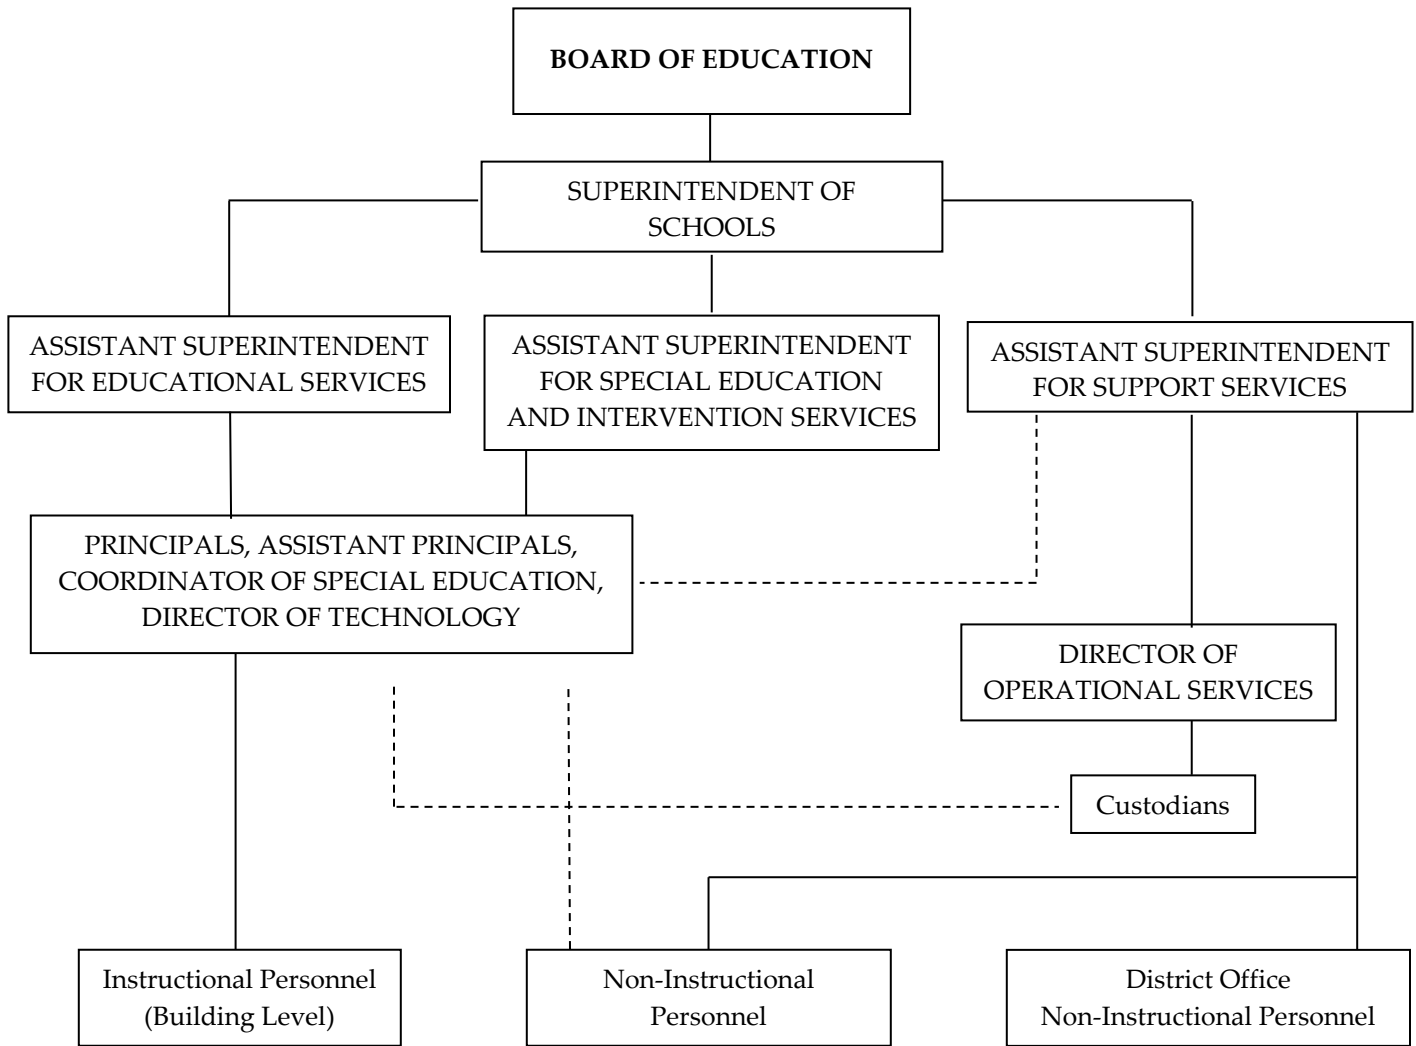 BOARD OF EDUCATION
SUPERINTENDENT OF
SCHOOLS
ASSISTANT SUPERINTENDENT
FOR EDUCATIONAL SERVICES
ASSISTANT SUPERINTENDENT
FOR SPECIAL EDUCATION
AND INTERVENTION SERVICES
ASSISTANT SUPERINTENDENT
FOR SUPPORT SERVICES
PRINCIPALS, ASSISTANT PRINCIPALS,
COORDINATOR OF SPECIAL EDUCATION,
DIRECTOR OF TECHNOLOGY
DIRECTOR OF
OPERATIONAL SERVICES
Custodians
Instructional Personnel
(Building Level)
Non-Instructional
Personnel
District Office
Non-Instructional Personnel